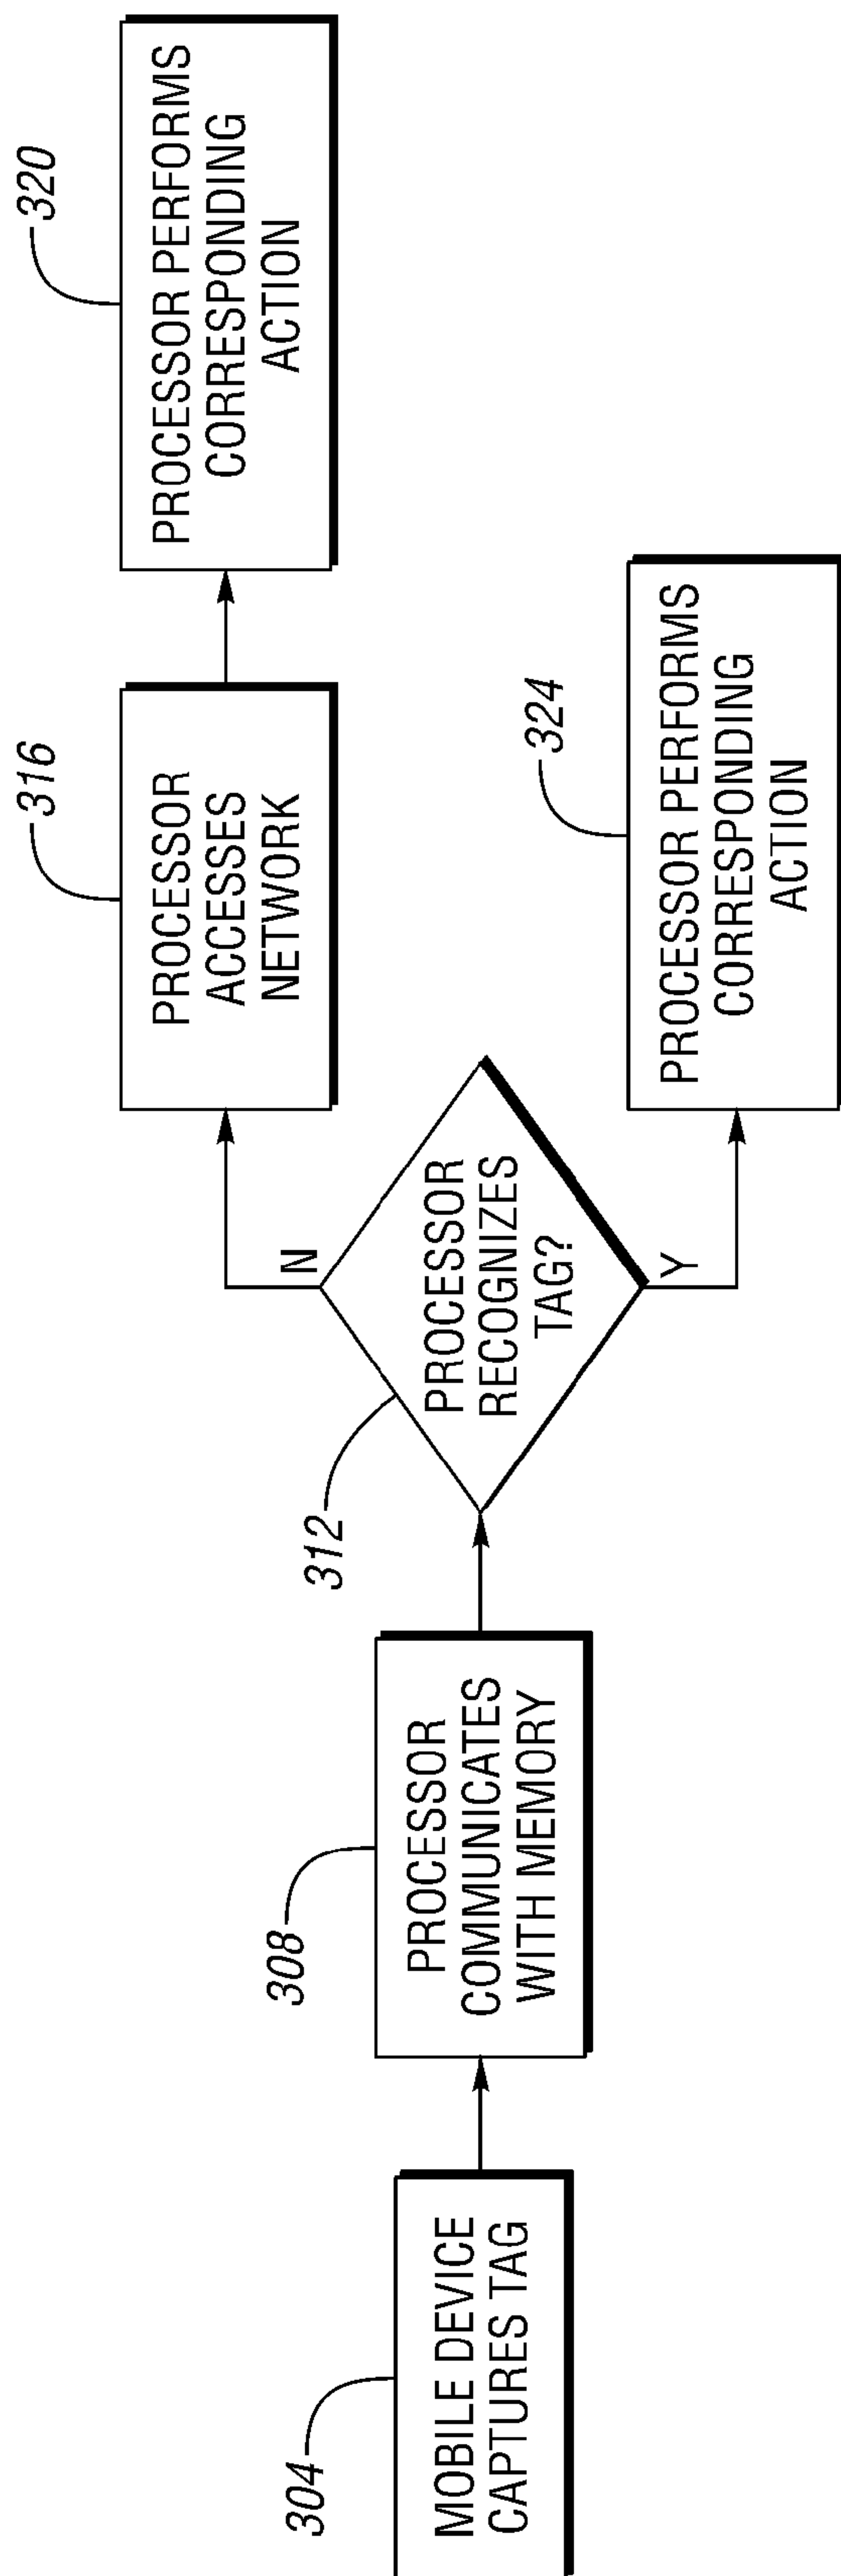 304
MOBILE DEVICE
CAPTURES TAG
308
PROCESSOR
COMMUNICATES
WITH MEMORY
312
PROCESSOR
RECOGNIZES
TAG?
N
316
PROCESSOR
ACCESSES
NETWORK
320
PROCESSOR PERFORMS
CORRESPONDING
ACTION
Y
324
PROCESSOR PERFORMS
CORRESPONDING
ACTION